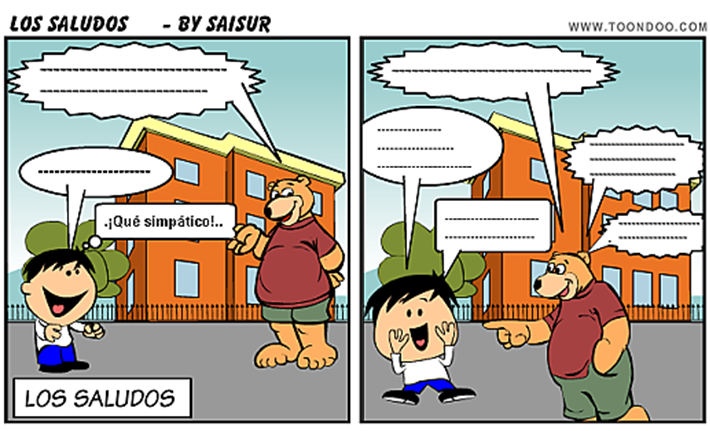 LOS SALUDOS - BY SAISUR
WWW.TOONDOO.COM
.¡Qué simpático!..
LOS SALUDOS